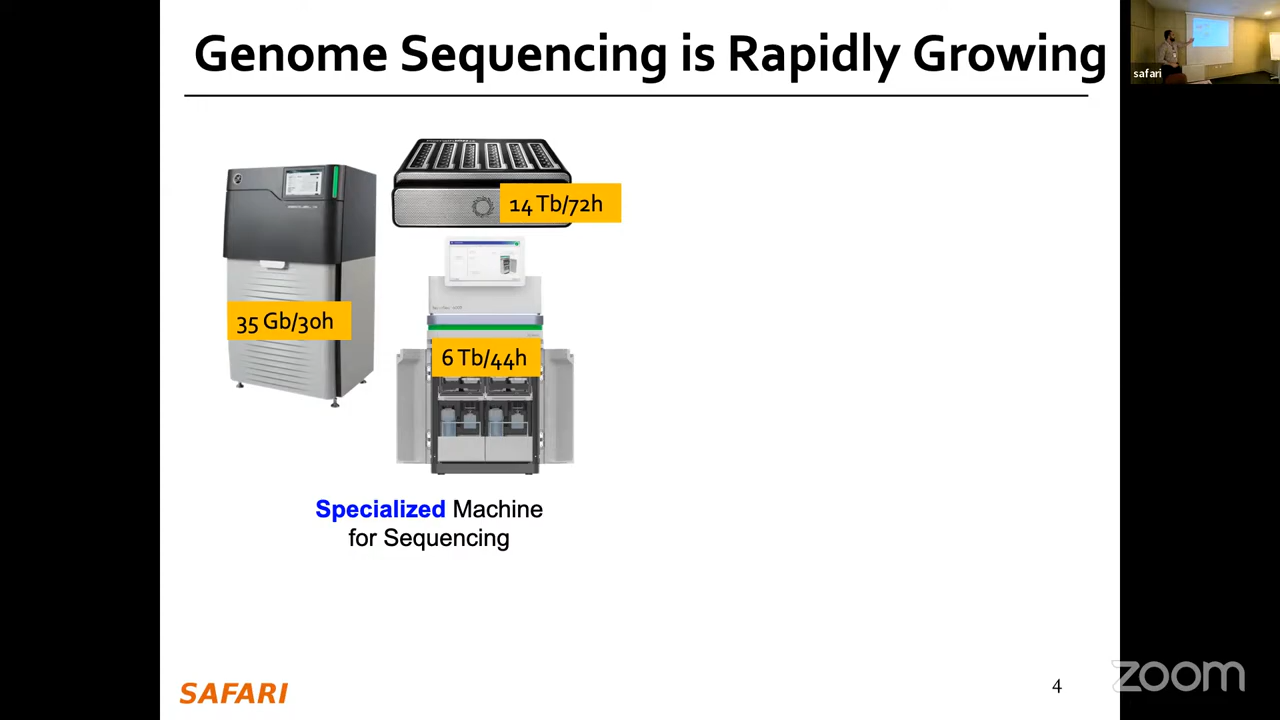 Genome Sequencing is Rapidly Growing
safari
14 Tb/72h
35 Gb/30h
6 Tb/44h
Specialized Machine
for Sequencing
SAFARI
4
zoom